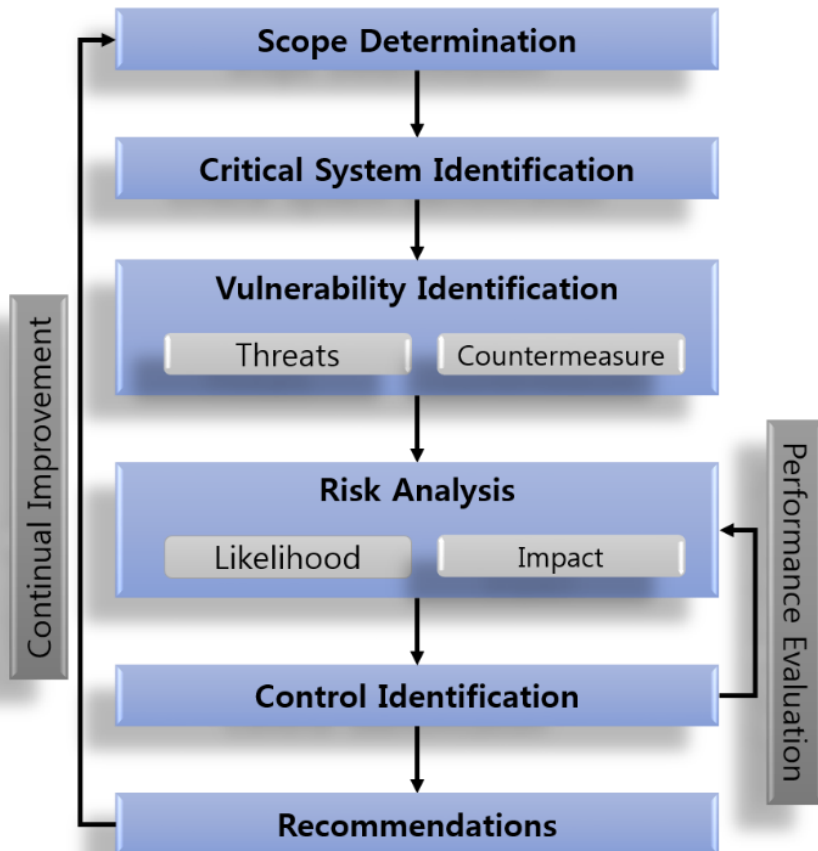 Scope Determination
Critical System Identification
Vulnerability Identification
Threats
Countermeasure
Continual Improvement
Risk Analysis
Likelihood
Impact
Performance Evaluation
Control Identification
Recommendations